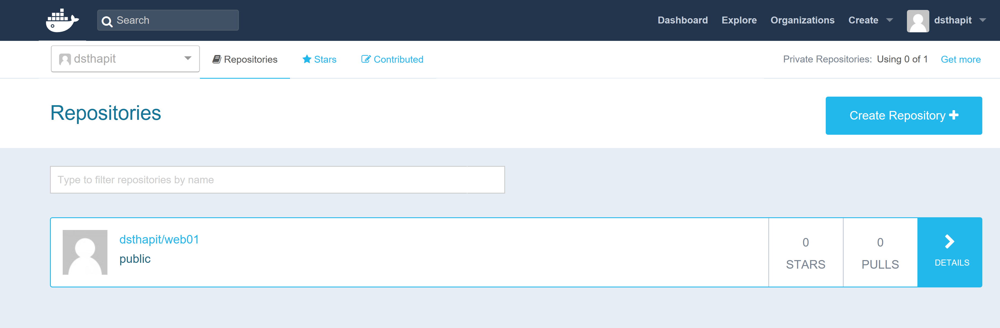 Search
Dashboard Explore Organizations Create dsthapit
dsthapit Repositories Stars Contributed Private Repositories: Using 0 of 1 Get more
Repositories
Create Repository
Type to filter repositories by name
dsthapit/web01
public
0
STARS
0
PULLS
DETAILS